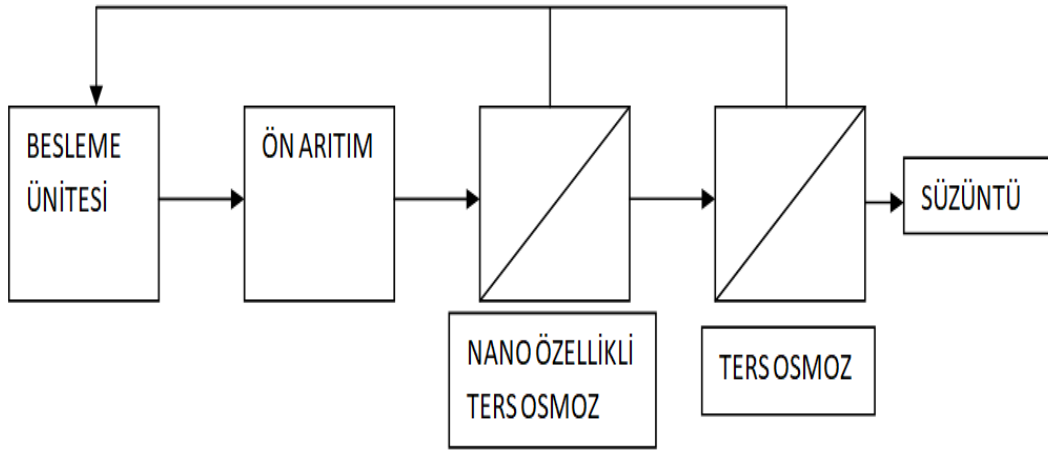 BESLEME
ÜNİTESİ
ÖN ARITIM
SÜZÜNTÜ
NANO ÖZELLİKLİ
TERS OSMOZ
TERS OSMOZ